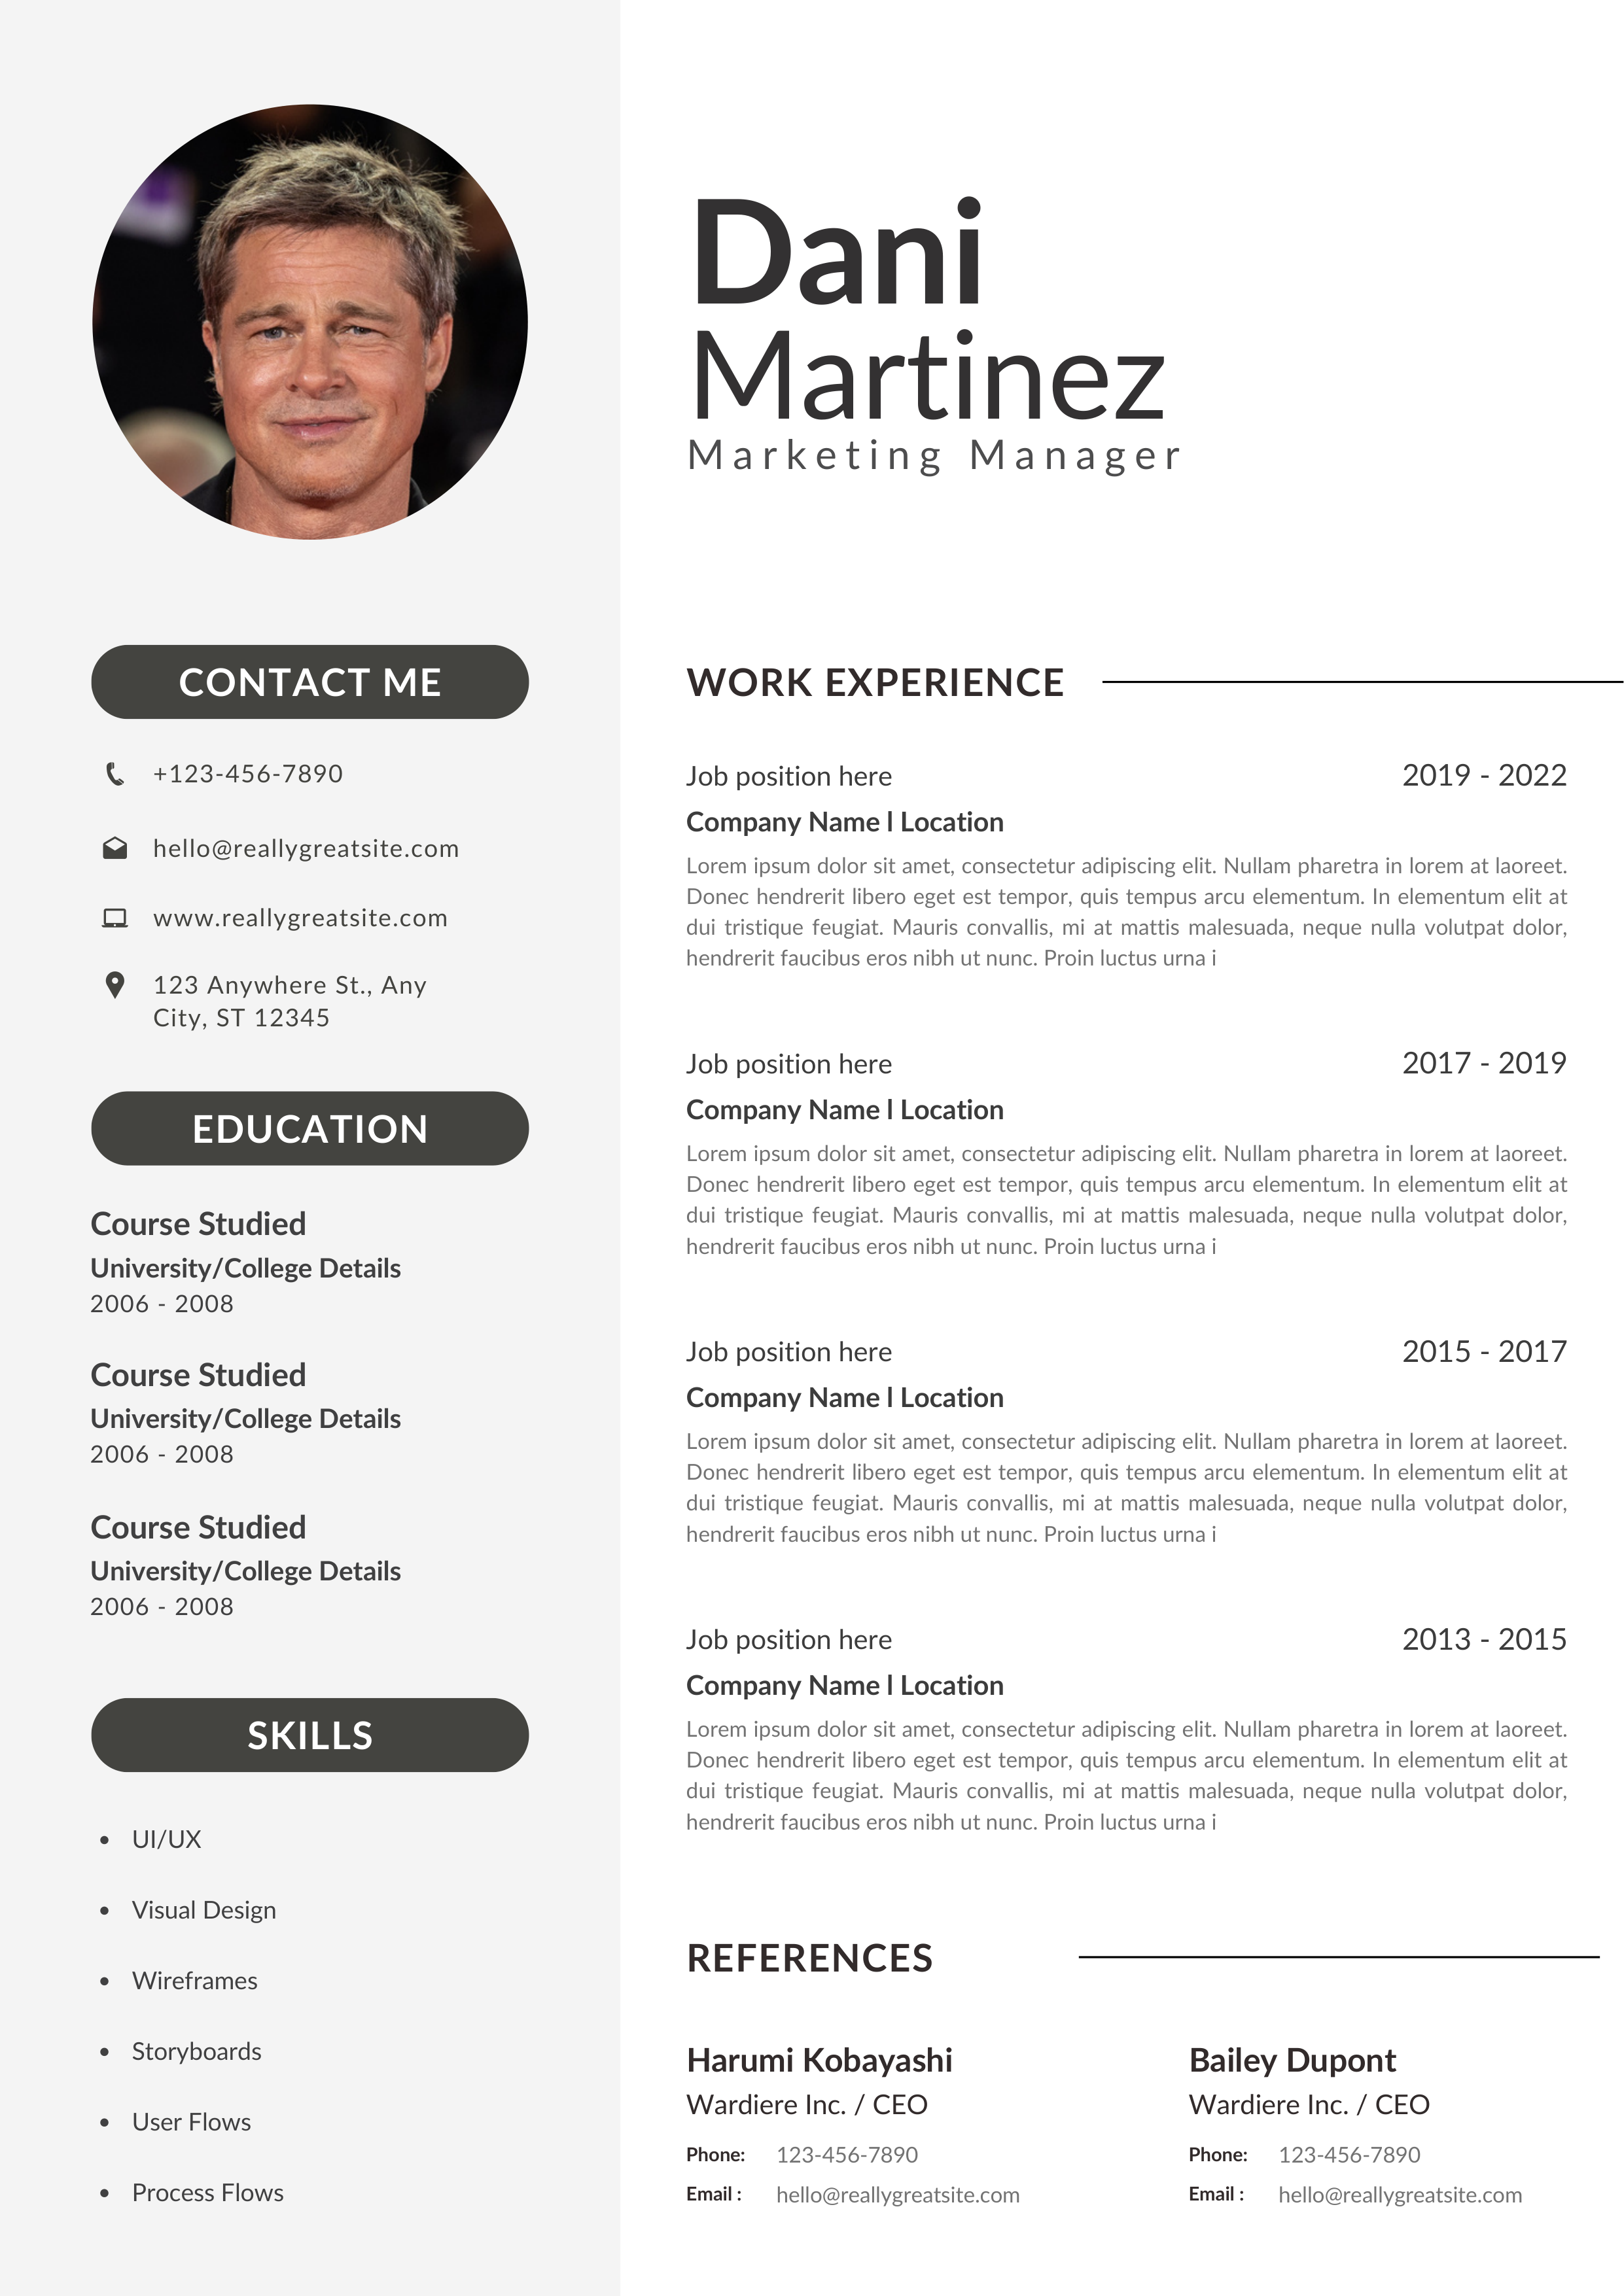 Dani
Martinez
Marketing Manager
CONTACT ME
+123-456-7890
hello@reallygreatsite.com
www.reallygreatsite.com
123 Anywhere St., Any
City, ST 12345
EDUCATION
Course Studied
University/College Details
2006 - 2008
Course Studied
University/College Details
2006 - 2008
Course Studied
University/College Details
2006 - 2008
SKILLS
• UI/UX
• Visual Design
• Wireframes
• Storyboards
• User Flows
• Process Flows
WORK EXPERIENCE
Job position here 2019 - 2022
Company Name l Location
Lorem ipsum dolor sit amet, consectetur adipiscing elit. Nullam pharetra in lorem at laoreet.
Donec hendrerit libero eget est tempor, quis tempus arcu elementum. In elementum elit at
dui tristique feugiat. Mauris convallis, mi at mattis malesuada, neque nulla volutpat dolor,
hendrerit faucibus eros nibh ut nunc. Proin luctus urna i
Job position here 2017 - 2019
Company Name l Location
Lorem ipsum dolor sit amet, consectetur adipiscing elit. Nullam pharetra in lorem at laoreet.
Donec hendrerit libero eget est tempor, quis tempus arcu elementum. In elementum elit at
dui tristique feugiat. Mauris convallis, mi at mattis malesuada, neque nulla volutpat dolor,
hendrerit faucibus eros nibh ut nunc. Proin luctus urna i
Job position here 2015 - 2017
Company Name l Location
Lorem ipsum dolor sit amet, consectetur adipiscing elit. Nullam pharetra in lorem at laoreet.
Donec hendrerit libero eget est tempor, quis tempus arcu elementum. In elementum elit at
dui tristique feugiat. Mauris convallis, mi at mattis malesuada, neque nulla volutpat dolor,
hendrerit faucibus eros nibh ut nunc. Proin luctus urna i
Job position here 2013 - 2015
Company Name l Location
Lorem ipsum dolor sit amet, consectetur adipiscing elit. Nullam pharetra in lorem at laoreet.
Donec hendrerit libero eget est tempor, quis tempus arcu elementum. In elementum elit at
dui tristique feugiat. Mauris convallis, mi at mattis malesuada, neque nulla volutpat dolor,
hendrerit faucibus eros nibh ut nunc. Proin luctus urna i
REFERENCES
Harumi Kobayashi
Wardiere Inc. / CEO
Phone: 123-456-7890
Email : hello@reallygreatsite.com
Bailey Dupont
Wardiere Inc. / CEO
Phone: 123-456-7890
Email : hello@reallygreatsite.com